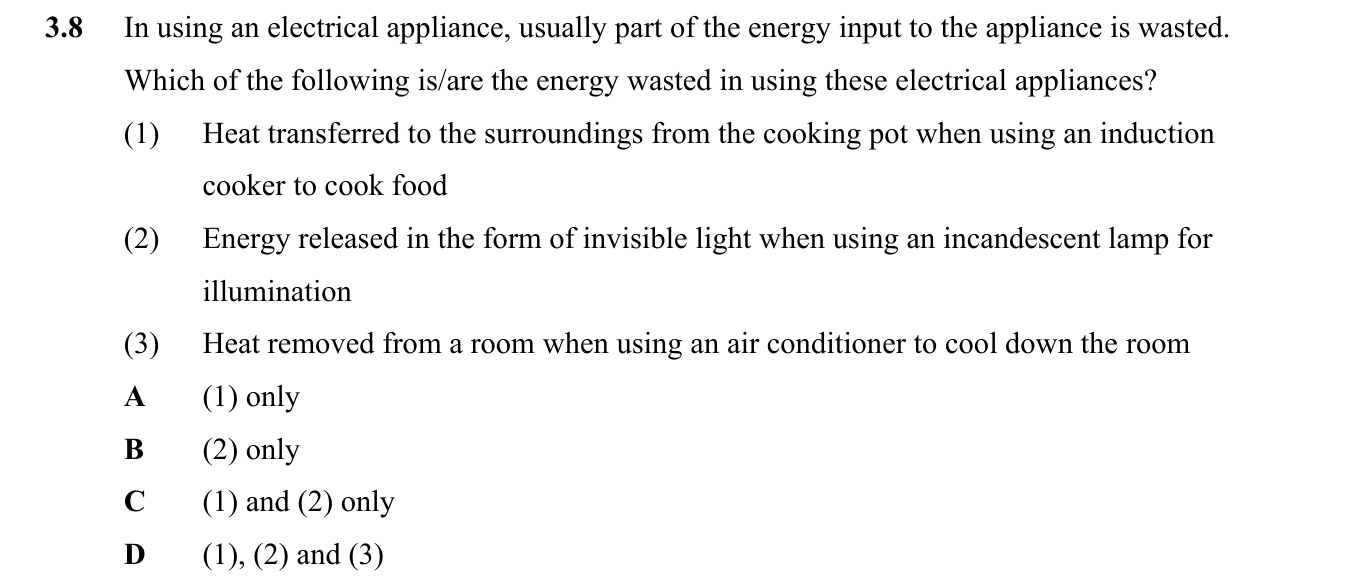 3.8 In using an electrical appliance, usually part of the energy input to the appliance is wasted.
Which of the following is/are the energy wasted in using these electrical appliances?
(1) Heat transferred to the surroundings from the cooking pot when using an induction
cooker to cook food
(2) Energy released in the form of invisible light when using an incandescent lamp for
illumination
(3) Heat removed from a room when using an air conditioner to cool down the room
A (1) only
B (2) only
C (1) and (2) only
D (1), (2) and (3)